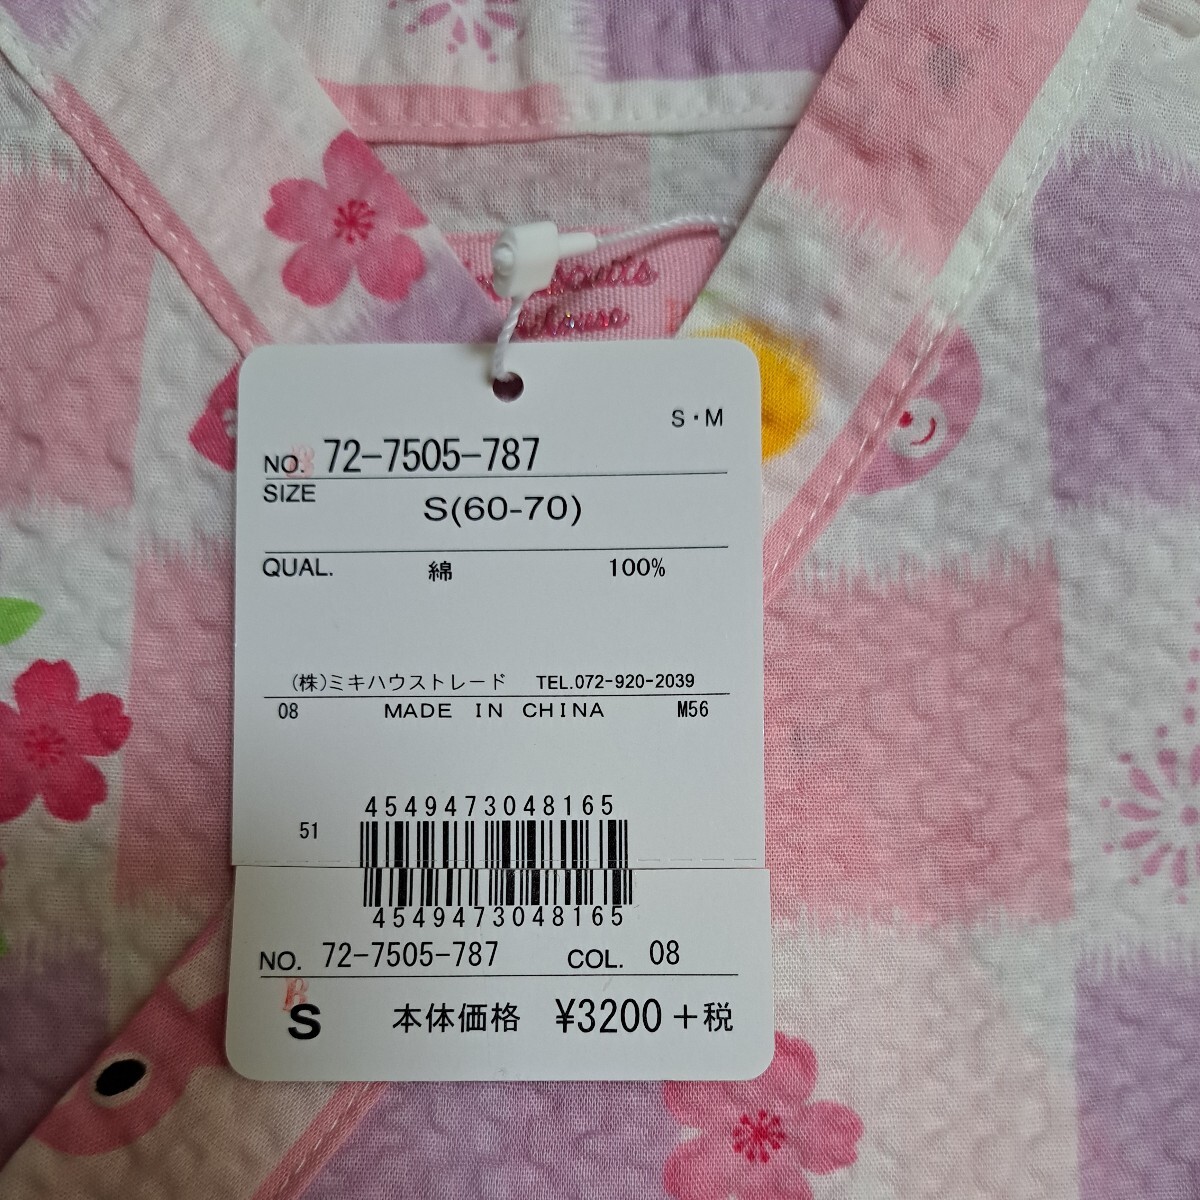 S・M
NO. 72-7505-787
SIZE
S(60-70)
QUAL. 綿 100%
(株)ミキハウストレード TEL.072-920-2039
08 MADE IN CHINA M56
4549473048165
51
4549473048165
NO. 72-7505-787 COL. 08
S 本体価格 ¥3200+税